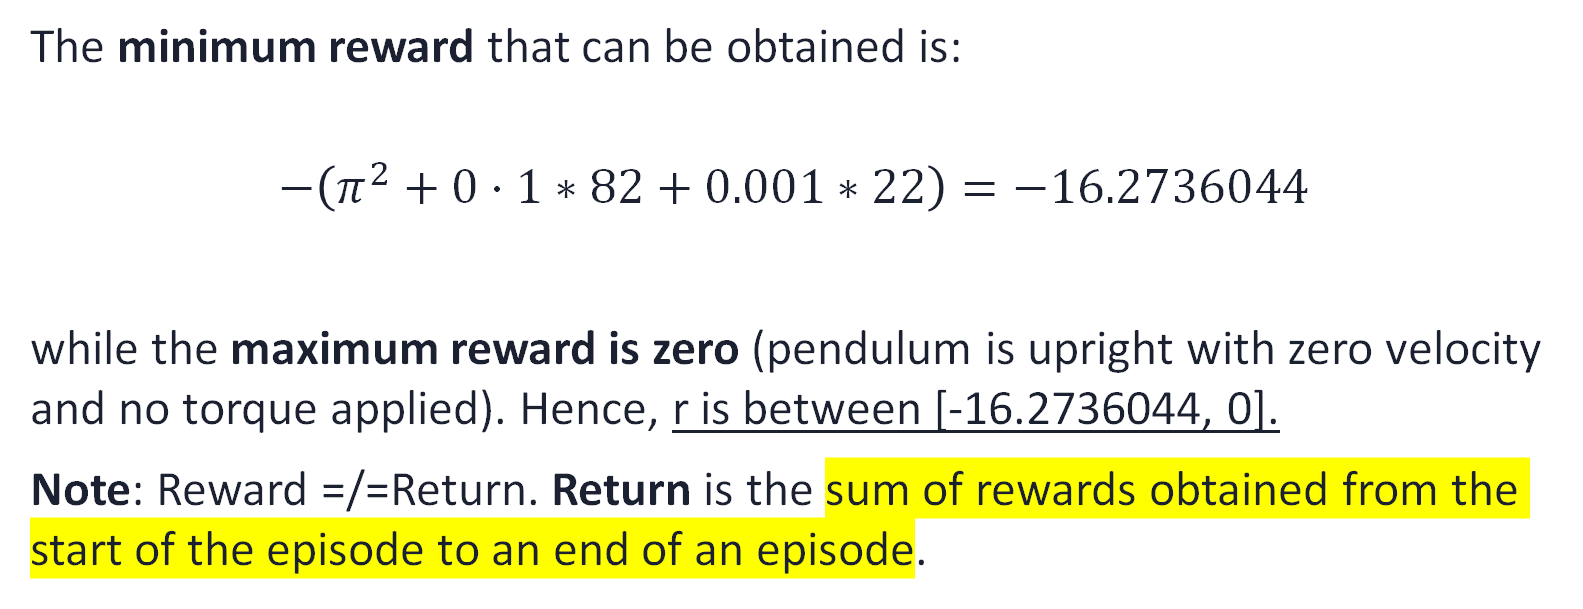 The minimum reward that can be obtained is:
−(π² + 0 · 1 ∗ 82 + 0.001 ∗ 22) = −16.2736044
while the maximum reward is zero (pendulum is upright with zero velocity
and no torque applied). Hence, r is between [-16.2736044, 0].
Note: Reward =/=Return. Return is the sum of rewards obtained from the
start of the episode to an end of an episode.